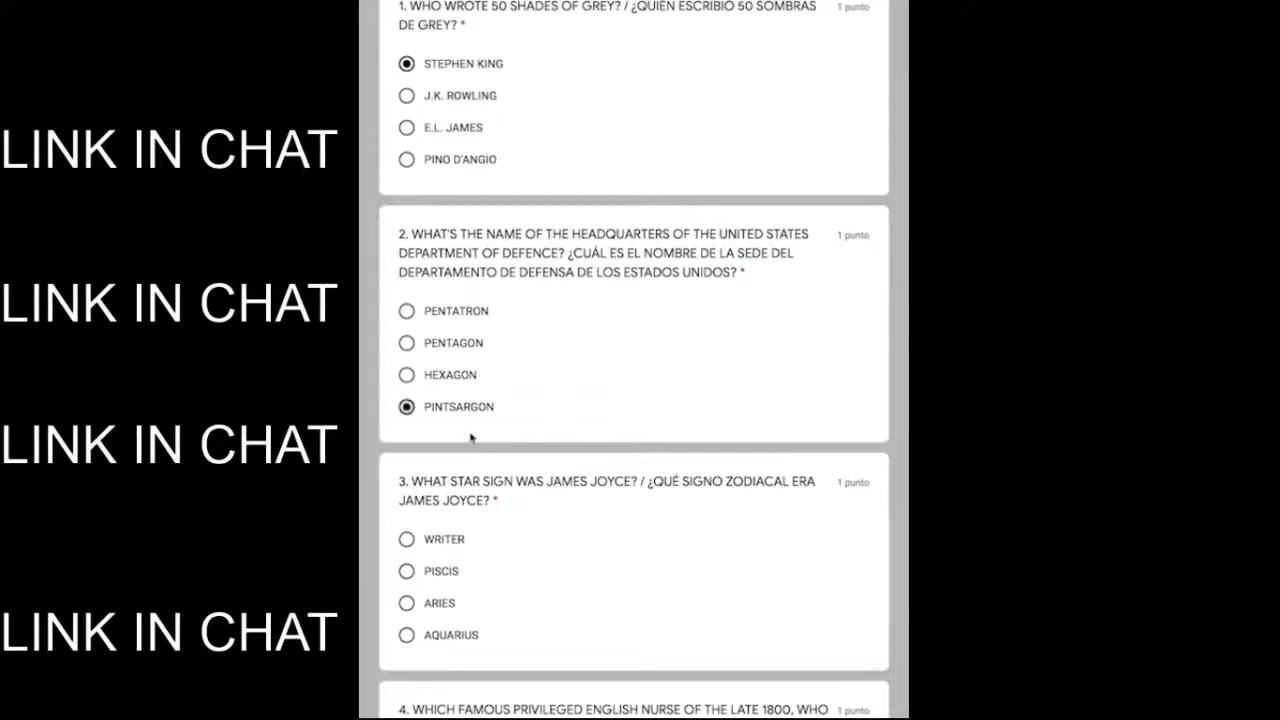 1. WHO WROTE 50 SHADES OF GREY? / ¿QUIEN ESCRIBIO 50 SOMBRAS
DE GREY? *
1 punto
STEPHEN KING
J.K. ROWLING
E.L. JAMES
PINO D'ANGIO
2. WHAT'S THE NAME OF THE HEADQUARTERS OF THE UNITED STATES
DEPARTMENT OF DEFENCE? ¿CUÁL ES EL NOMBRE DE LA SEDE DEL
DEPARTAMENTO DE DEFENSA DE LOS ESTADOS UNIDOS? *
1 punto
PENTATRON
PENTAGON
HEXAGON
PINTSARGON
3. WHAT STAR SIGN WAS JAMES JOYCE? / ¿QUÉ SIGNO ZODIACAL ERA
JAMES JOYCE? *
1 punto
WRITER
PISCIS
ARIES
AQUARIUS
4. WHICH FAMOUS PRIVILEGED ENGLISH NURSE OF THE LATE 1800, WHO
1 punto
LINK IN CHAT
LINK IN CHAT
LINK IN CHAT
LINK IN CHAT